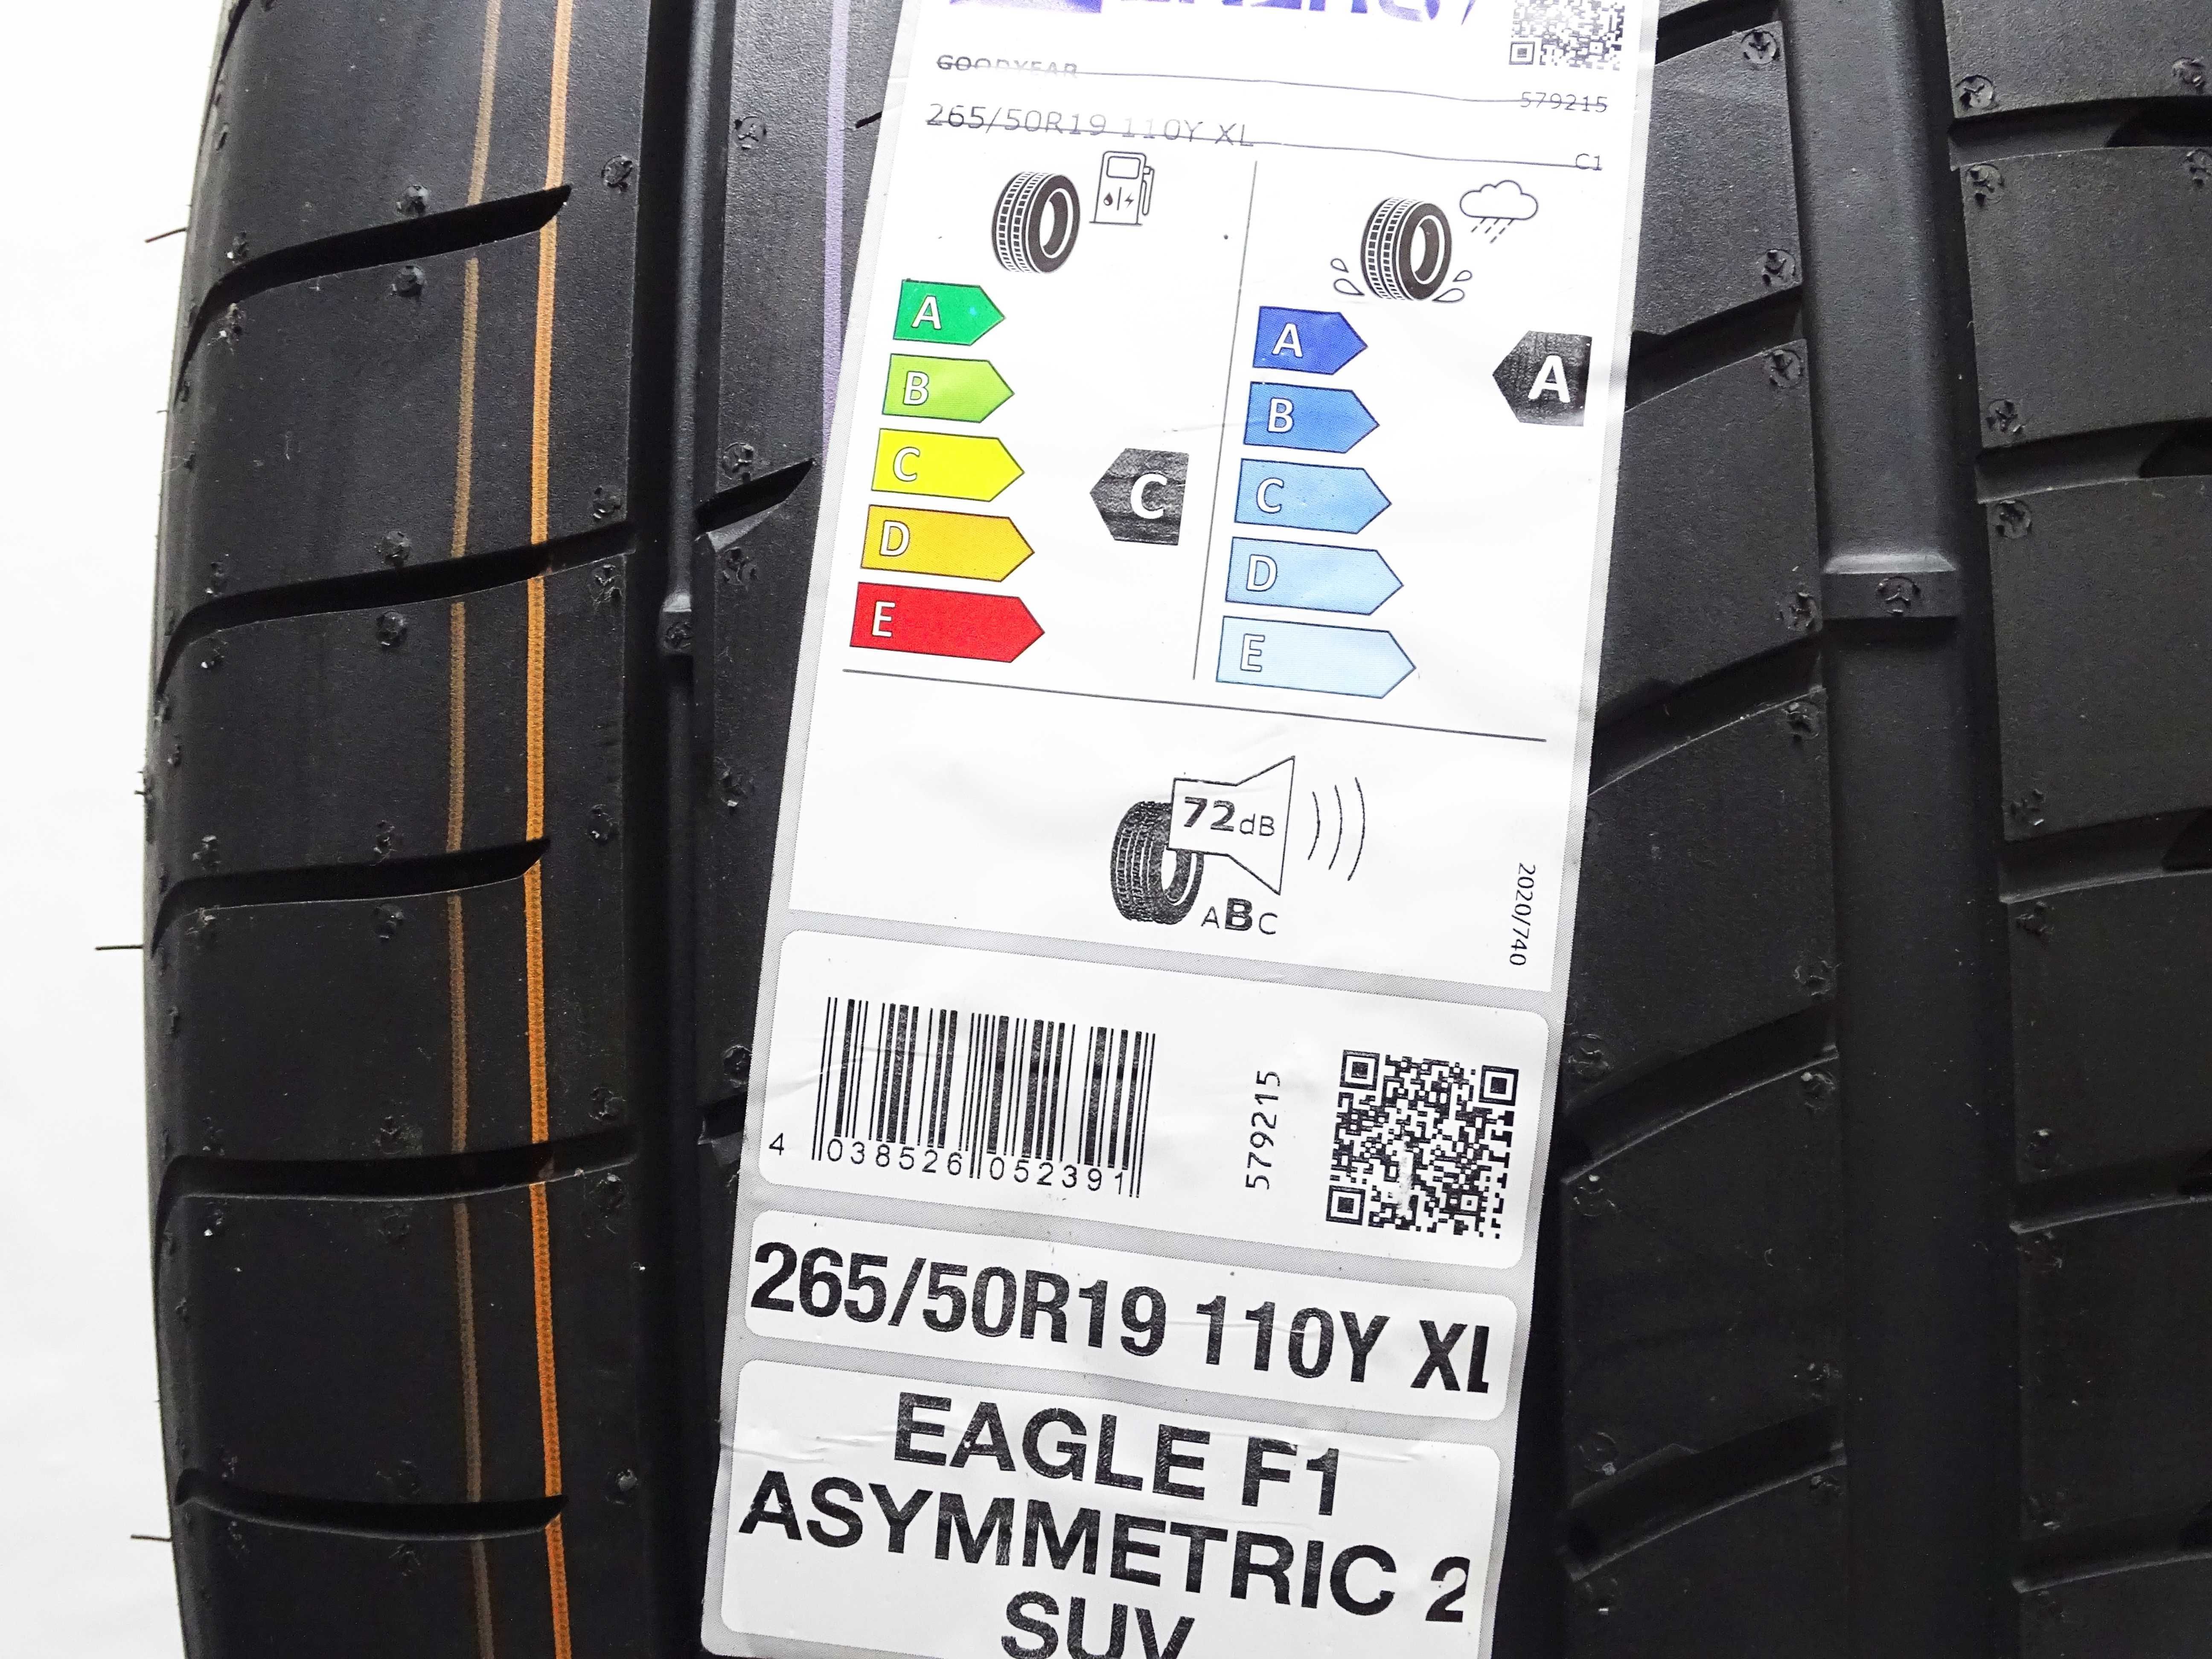 GOODYEAR
579215
265/50R19 110Y XL
C1
A
B
C
D
E
C
A
B
C
D
E
A
72dB
ABC
2020/740
4 038526 052391
579215
265/50R19 110Y XL
EAGLE F1
ASYMMETRIC 2
SUV